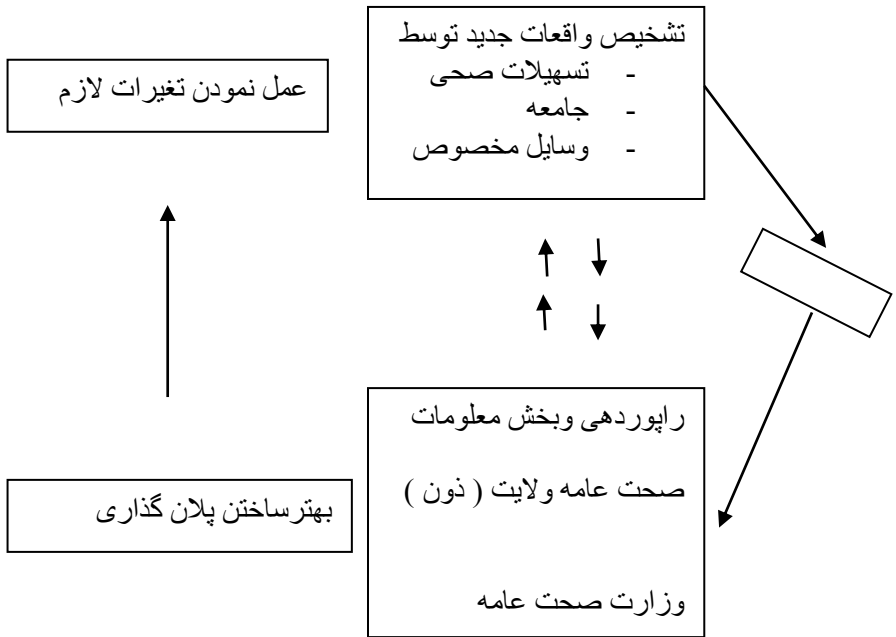 تشخیص واقعات جدید توسط
- تسهیلات صحی
- جامعه
- وسایل مخصوص
عمل نمودن تغیرات لازم
راپوردهی وبخش معلومات
صحت عامه ولایت ( ذون )
وزارت صحت عامه
بهترساختن پلان گذاری